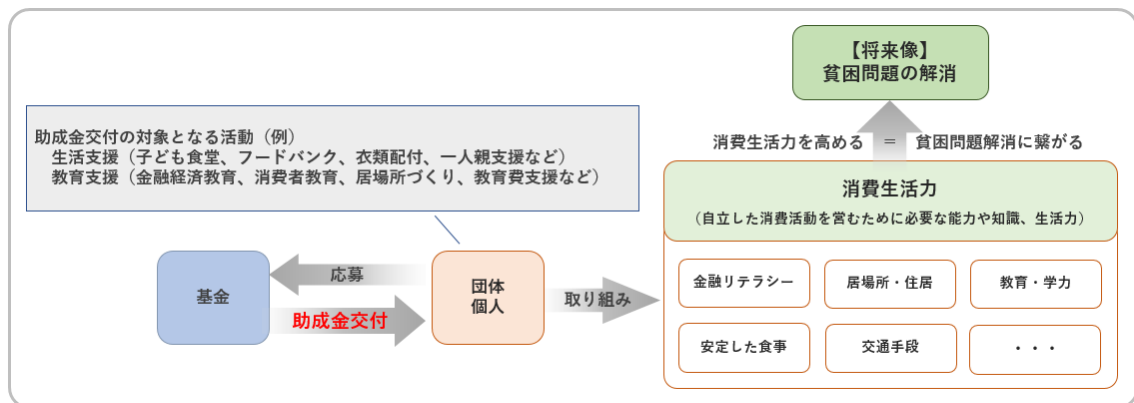 【将来像】
貧困問題の解消
消費生活力を高める = 貧困問題解消に繋がる
助成金交付の対象となる活動（例）
生活支援（子ども食堂、フードバンク、衣類配付、一人親支援など）
教育支援（金融経済教育、消費者教育、居場所づくり、教育費支援など）
消費生活力
（自立した消費活動を営むために必要な能力や知識、生活力）
基金
応募
助成金交付
団体
個人
取り組み
金融リテラシー
居場所・住居
教育・学力
安定した食事
交通手段
・・・